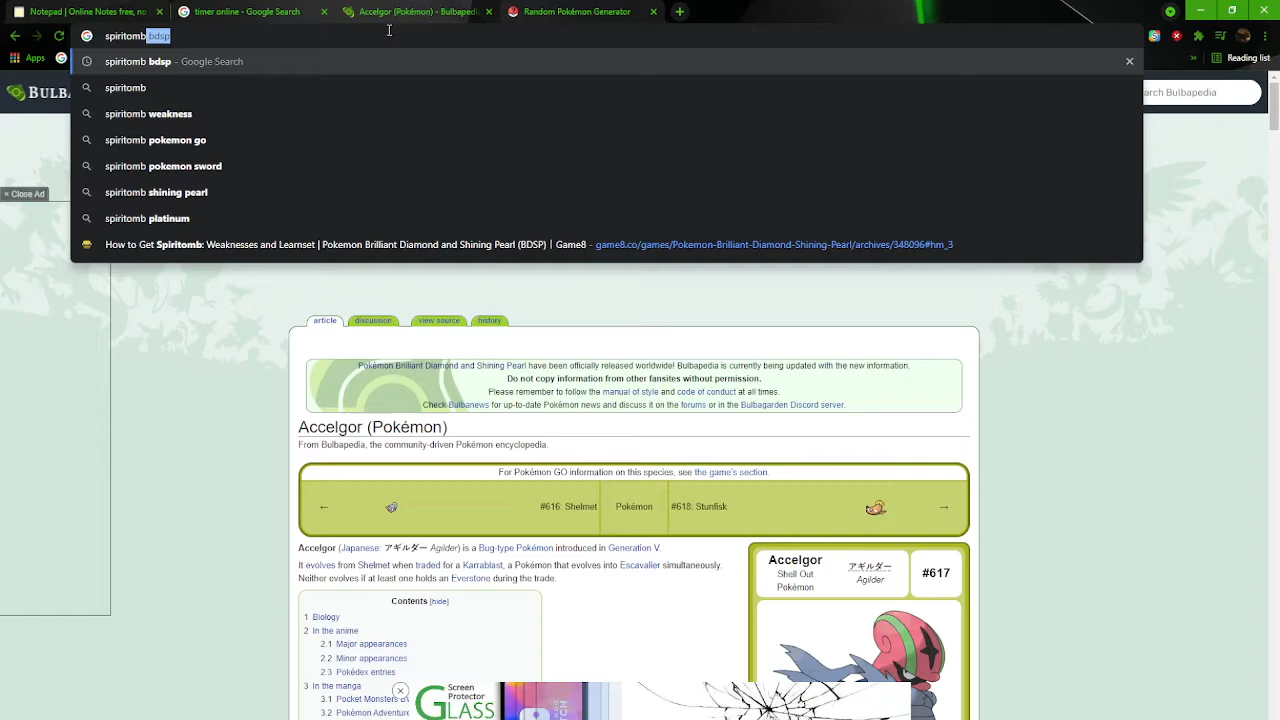 Notepad | Online Notes free, no
timer online - Google Search
Accelgor (Pokémon) - Bulbapedi
Random Pokémon Generator
spiritomb bdsp
Apps
Reading list
spiritomb bdsp - Google Search
spiritomb
spiritomb weakness
spiritomb pokemon go
spiritomb pokemon sword
spiritomb shining pearl
spiritomb platinum
How to Get Spiritomb: Weaknesses and Learnset | Pokemon Brilliant Diamond and Shining Pearl (BDSP) | Game8 - game8.co/games/Pokemon-Brilliant-Diamond-Shining-Pearl/archives/348096#hm_3
BULB
arch Bulbapedia
× Close Ad
article
discussion
view source
history
Pokémon Brilliant Diamond and Shining Pearl have been officially released worldwide! Bulbapedia is currently being updated with the new information.
Do not copy information from other fansites without permission.
Please remember to follow the manual of style and code of conduct at all times.
Check Bulbanews for up-to-date Pokémon news and discuss it on the forums or in the Bulbagarden Discord server.
Accelgor (Pokémon)
From Bulbapedia, the community-driven Pokémon encyclopedia.
For Pokémon GO information on this species, see the game's section.
← #616: Shelmet Pokémon #618: Stunfisk →
Accelgor (Japanese: アギルダー Agilder) is a Bug-type Pokémon introduced in Generation V.
It evolves from Shelmet when traded for a Karrablast, a Pokémon that evolves into Escavalier simultaneously.
Neither evolves if at least one holds an Everstone during the trade.
Accelgor
Shell Out
Pokémon
アギルダー
Agilder
#617
Contents [hide]
1 Biology
2 In the anime
2.1 Major appearances
2.2 Minor appearances
2.3 Pokédex entries
3 In the manga
3.1 Pocket Monsters
3.2 Pokémon Adventure
Screen
Protector
GLASS